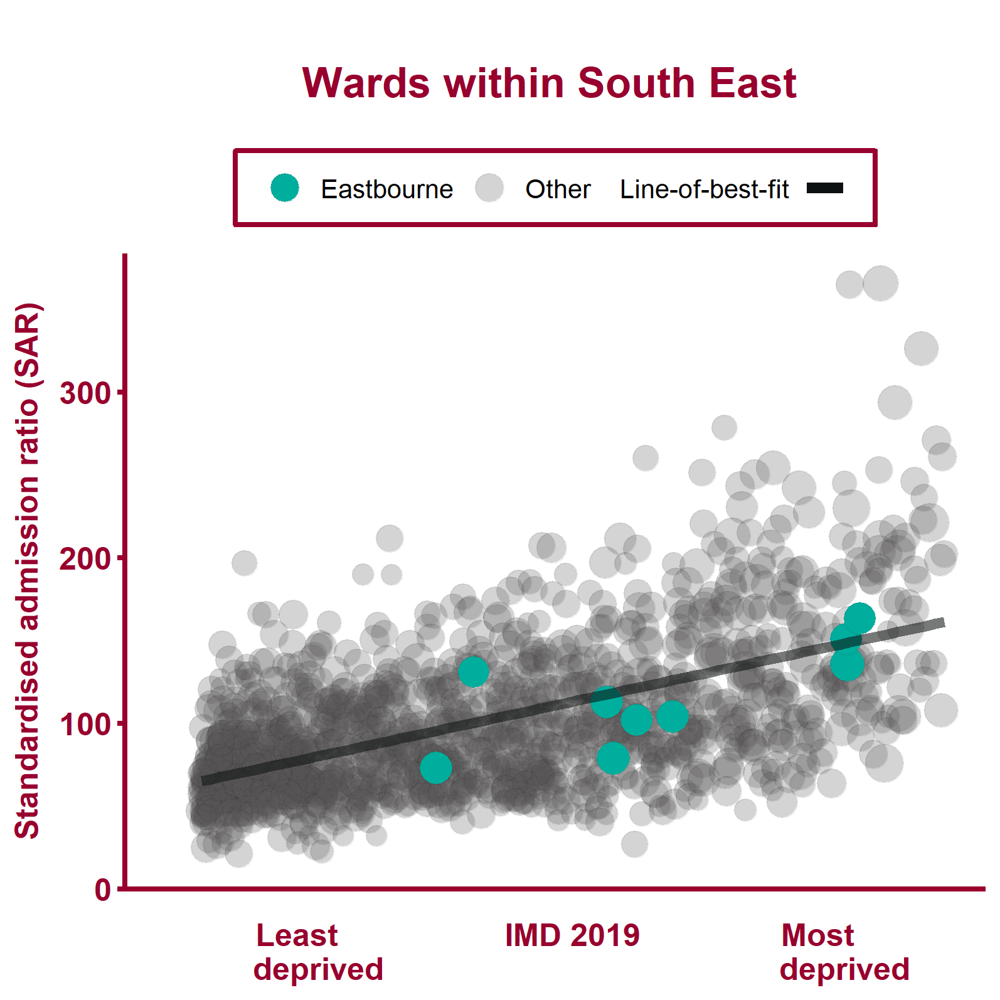 Wards within South East
Eastbourne Other Line-of-best-fit
Standardised admission ratio (SAR)
300
200
100
0
Least deprived
IMD 2019
Most deprived